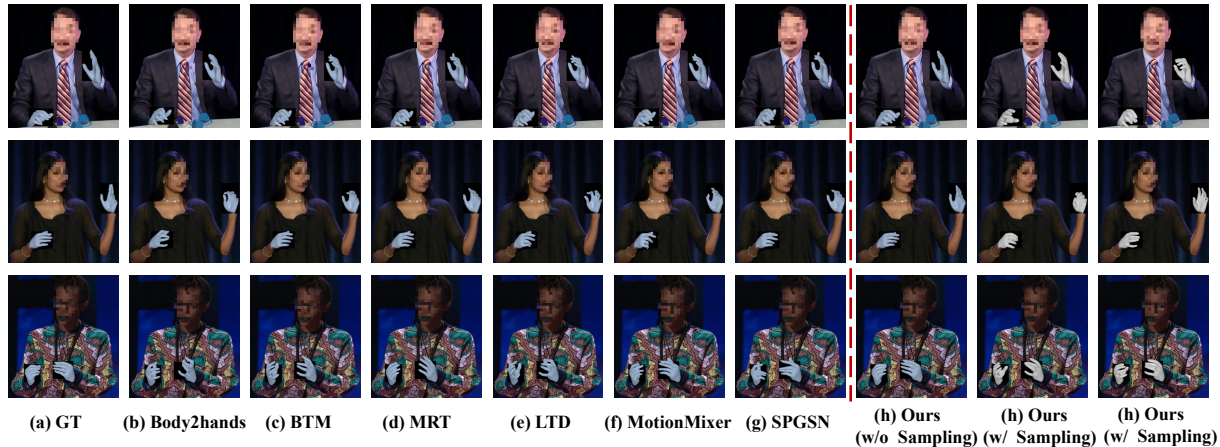 (a) GT
(b) Body2hands
(c) BTM
(d) MRT
(e) LTD
(f) MotionMixer
(g) SPGSN
(h) Ours
(w/o Sampling)
(h) Ours
(w/ Sampling)
(h) Ours
(w/ Sampling)